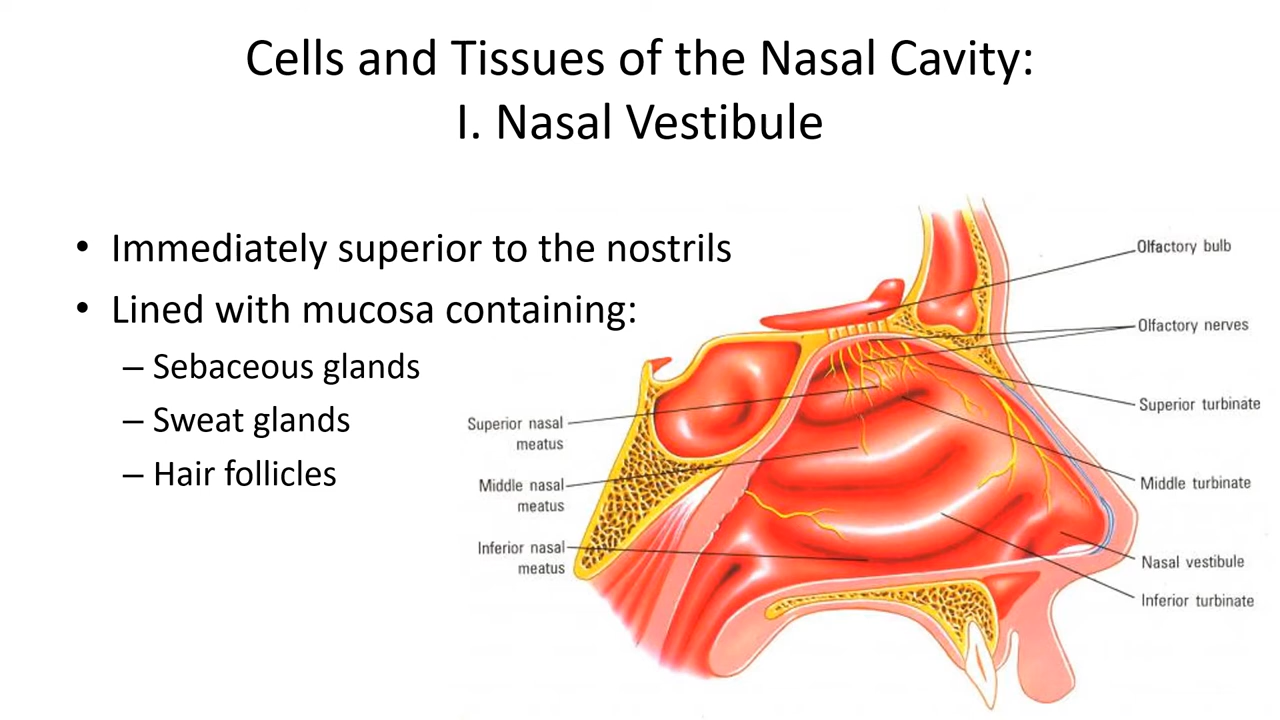 Cells and Tissues of the Nasal Cavity:
I. Nasal Vestibule
• Immediately superior to the nostrils
• Lined with mucosa containing:
– Sebaceous glands
– Sweat glands
– Hair follicles
Superior nasal
meatus
Middle nasal
meatus
Inferior nasal
meatus
Olfactory bulb
Olfactory nerves
Superior turbinate
Middle turbinate
Nasal vestibule
Inferior turbinate